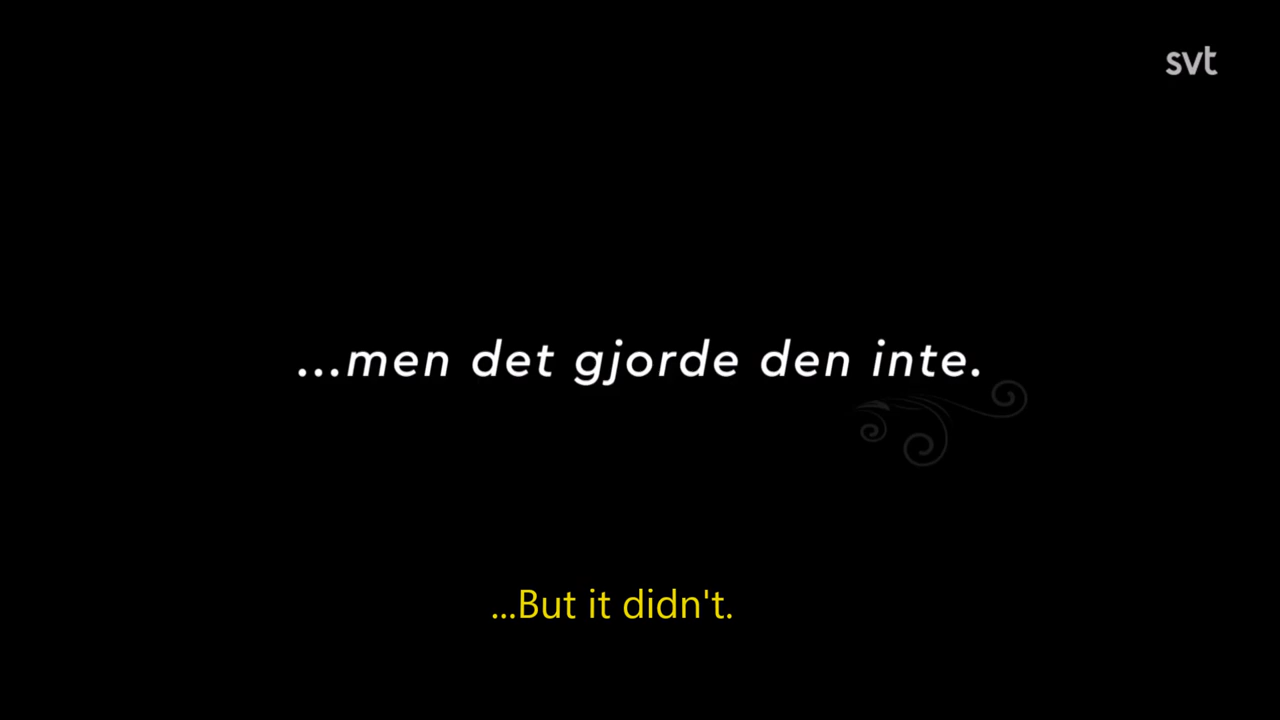 svt
...men det gjorde den inte.
...But it didn't.